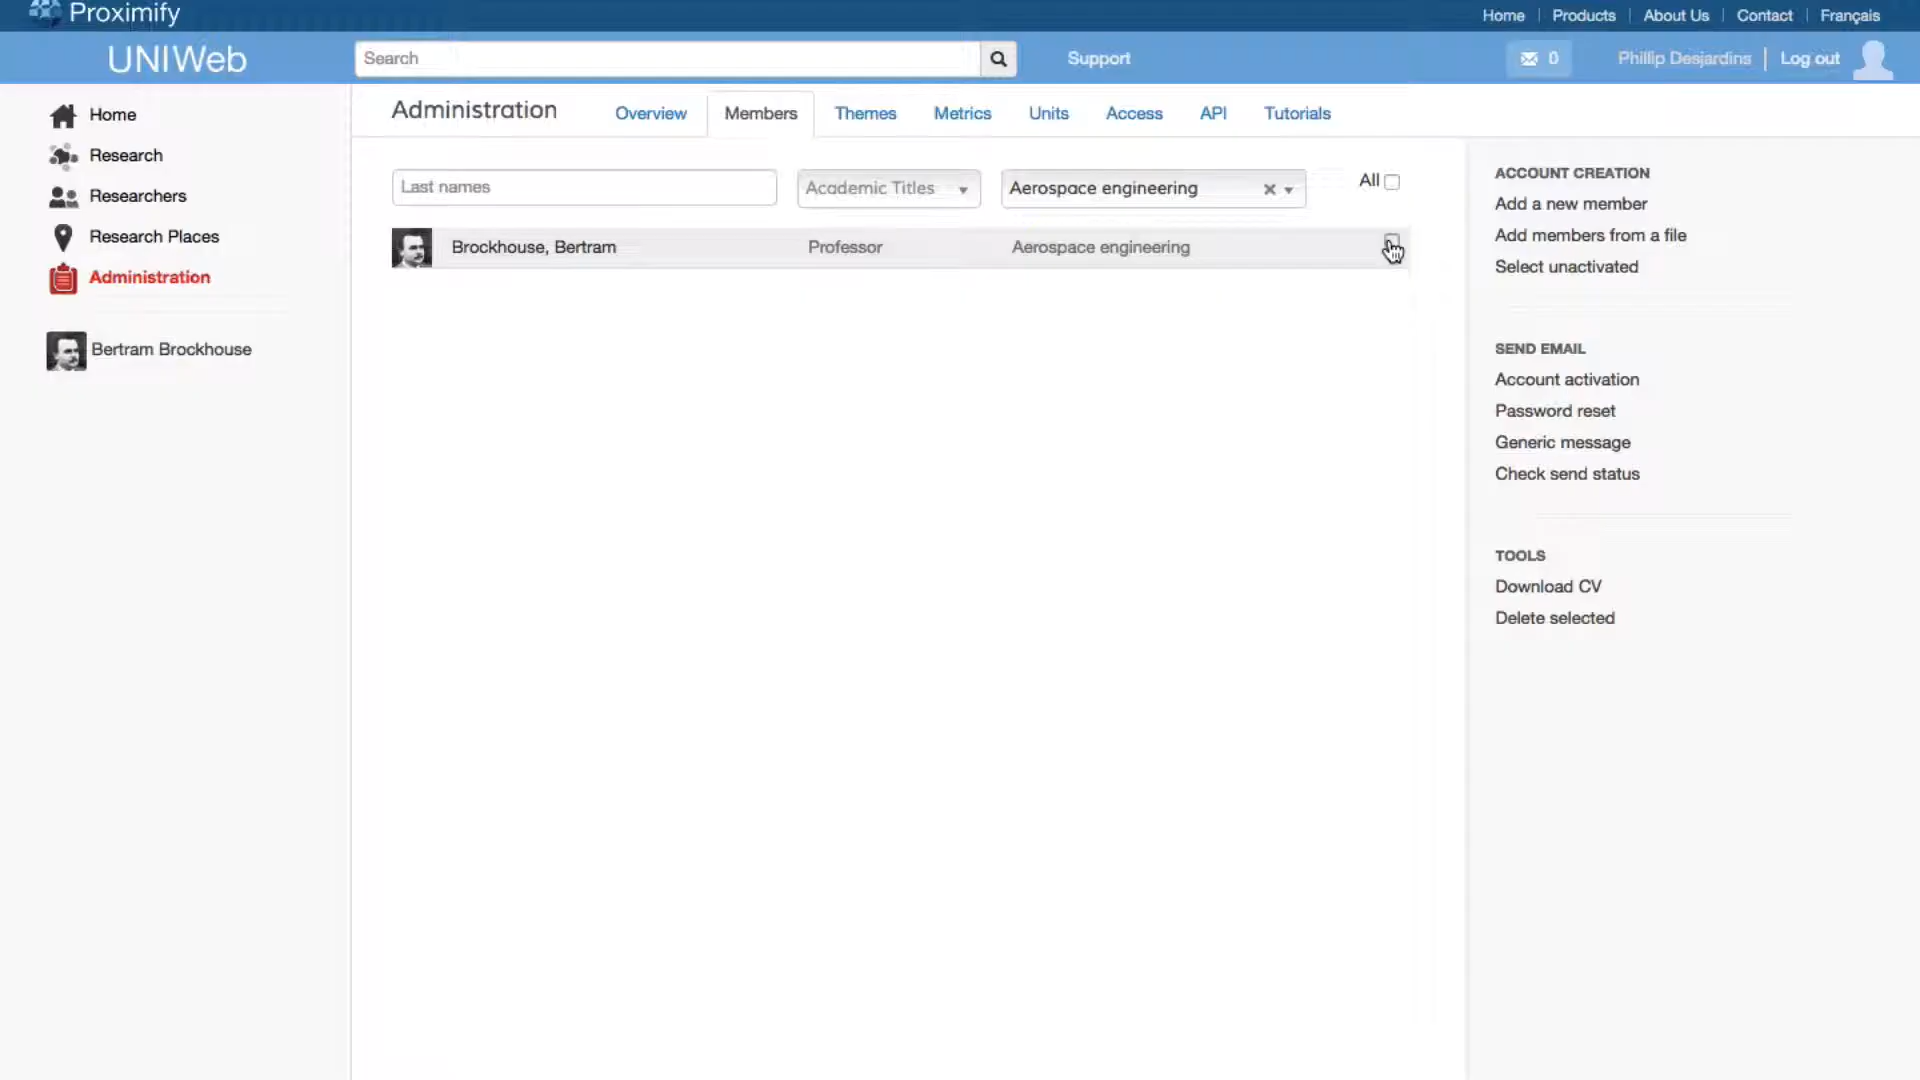 Proximify
Home
Products
About Us
Contact
Français
UNIWeb
Search
Support
0
Phillip Desjardins
Log out
Home
Research
Researchers
Research Places
Administration
Bertram Brockhouse
Administration
Overview
Members
Themes
Metrics
Units
Access
API
Tutorials
Last names
Academic Titles
Aerospace engineering
All
Brockhouse, Bertram
Professor
Aerospace engineering
ACCOUNT CREATION
Add a new member
Add members from a file
Select unactivated
SEND EMAIL
Account activation
Password reset
Generic message
Check send status
TOOLS
Download CV
Delete selected